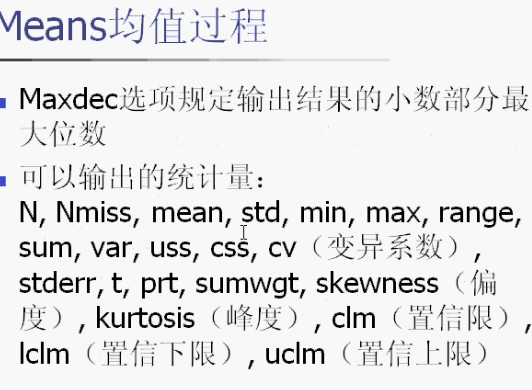 Means均值过程
Maxdec选项规定输出结果的小数部分最
大位数
可以输出的统计量：
N, Nmiss, mean, std, min, max, range,
sum, var, uss, css, cv（变异系数）,
stderr, t, prt, sumwgt, skewness（偏
度）, kurtosis（峰度）, clm（置信限）,
lclm（置信下限）, uclm（置信上限）